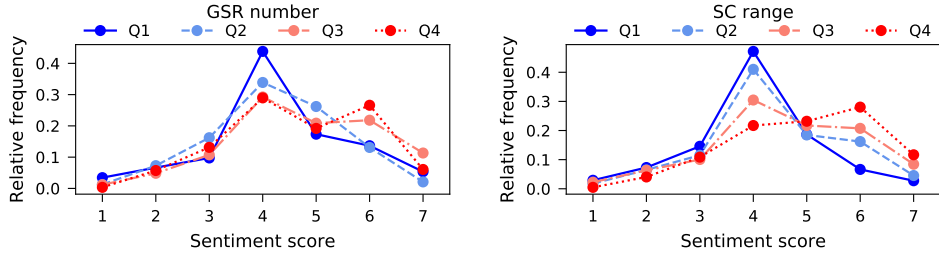 GSR number
Q1 Q2 Q3 Q4
Relative frequency
0.4
0.3
0.2
0.1
0.0
1 2 3 4 5 6 7
Sentiment score
SC range
Q1 Q2 Q3 Q4
Relative frequency
0.4
0.3
0.2
0.1
0.0
1 2 3 4 5 6 7
Sentiment score